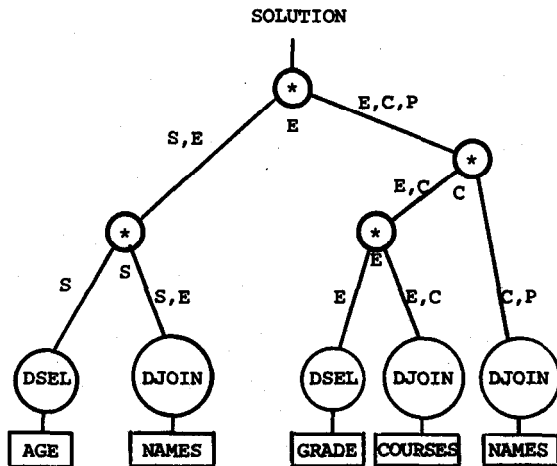 SOLUTION
*
E
E,C,P
S,E
*
C
E,C
*
S
*
E
S
S,E
E
E,C
C,P
DSEL
DJOIN
DSEL
DJOIN
DJOIN
AGE
NAMES
GRADE
COURSES
NAMES